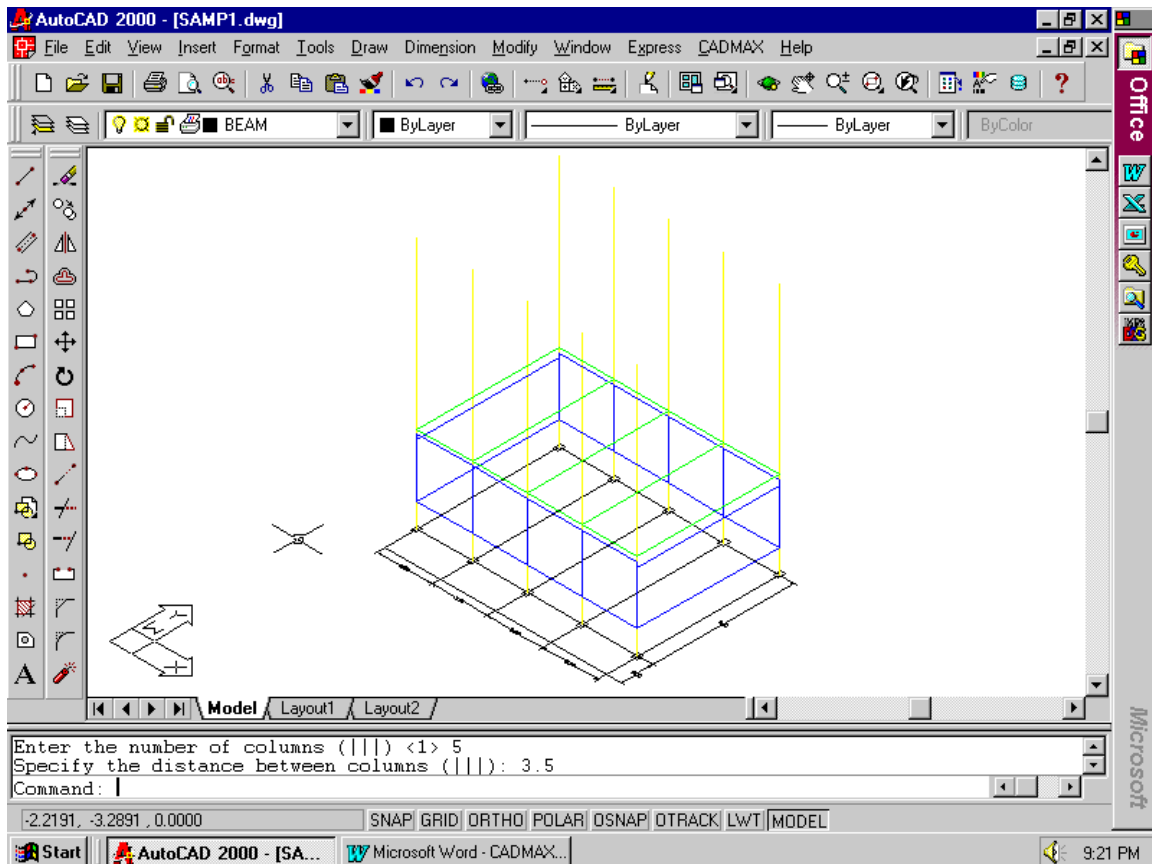 AutoCAD 2000 - [SAMP1.dwg]
File Edit View Insert Format Tools Draw Dimension Modify Window Express CADMAX Help
BEAM ByLayer ByLayer ByLayer ByColor
Office
A
Model Layout1 Layout2
Enter the number of columns (|||) <1> 5
Specify the distance between columns (|||): 3.5
Command:
Microsoft
-2.2191, -3.2891 , 0.0000 SNAP GRID ORTHO POLAR OSNAP OTRACK LWT MODEL
Start AutoCAD 2000 - [SA... Microsoft Word - CADMAX... 9:21 PM